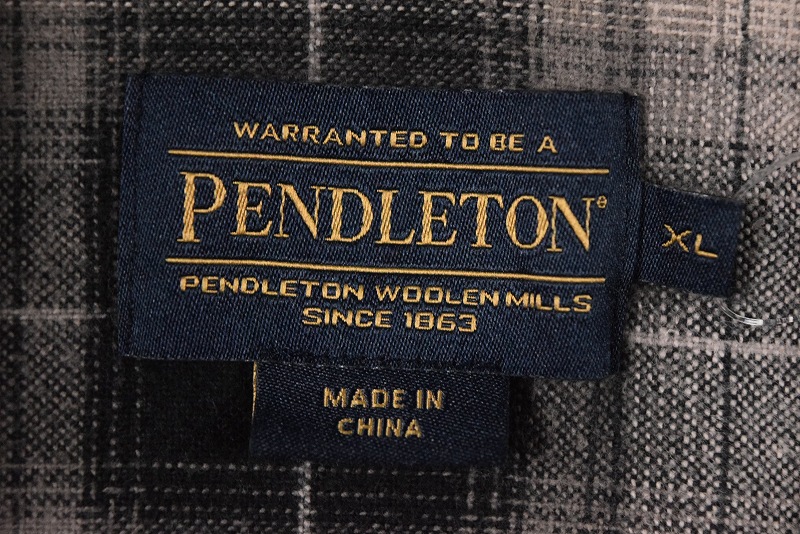 WARRANTED TO BE A
PENDLETON®
XL
PENDLETON WOOLEN MILLS
SINCE 1863
MADE IN
CHINA